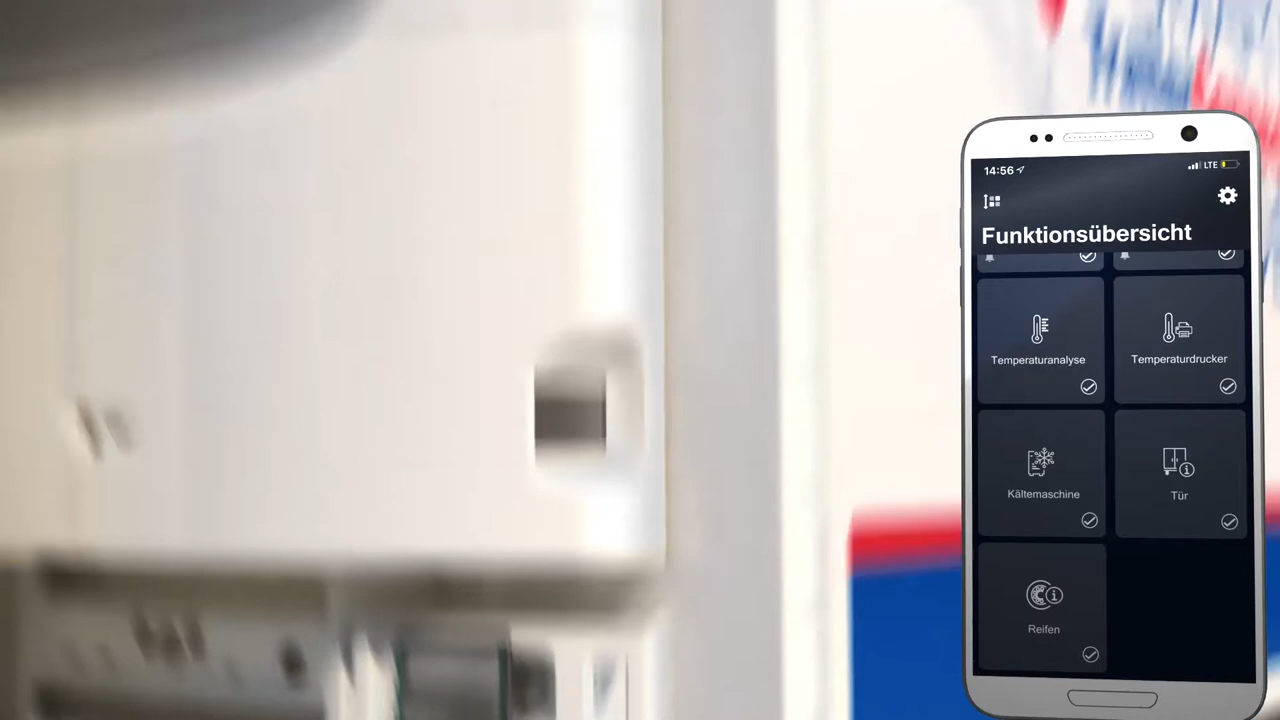 14:56
LTE
Funktionsübersicht
Temperaturanalyse
Temperaturdrucker
Kältemaschine
Tür
Reifen